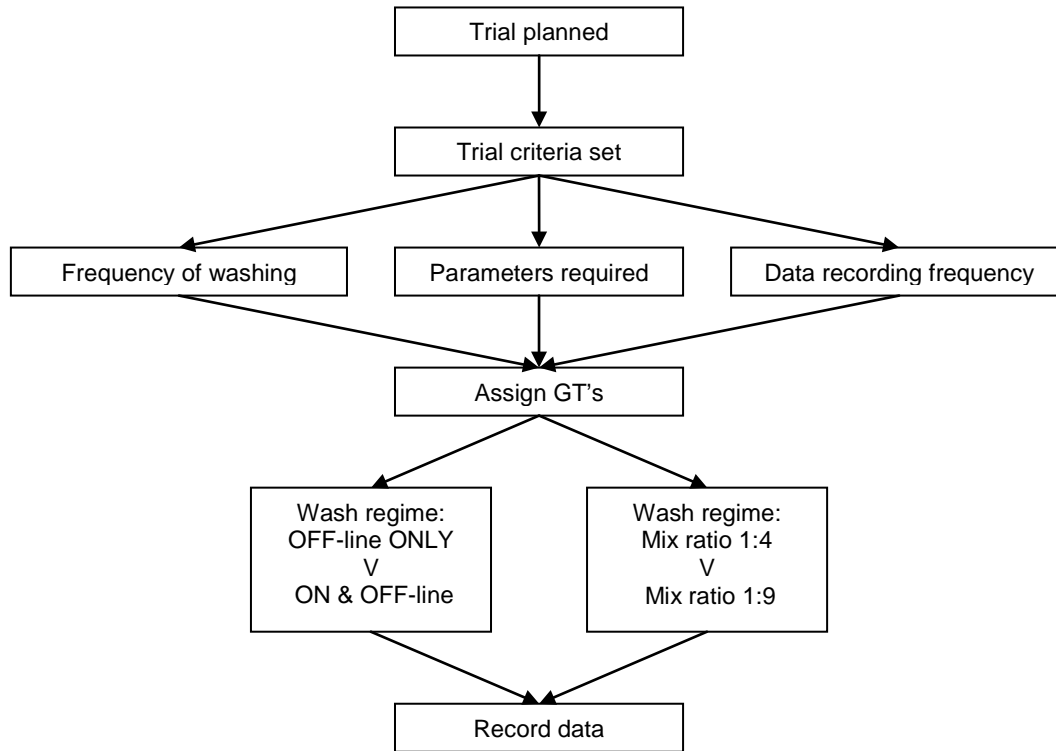 Trial planned
Trial criteria set
Frequency of washing
Parameters required
Data recording frequency
Assign GT’s
Wash regime:
OFF-line ONLY
V
ON & OFF-line
Wash regime:
Mix ratio 1:4
V
Mix ratio 1:9
Record data